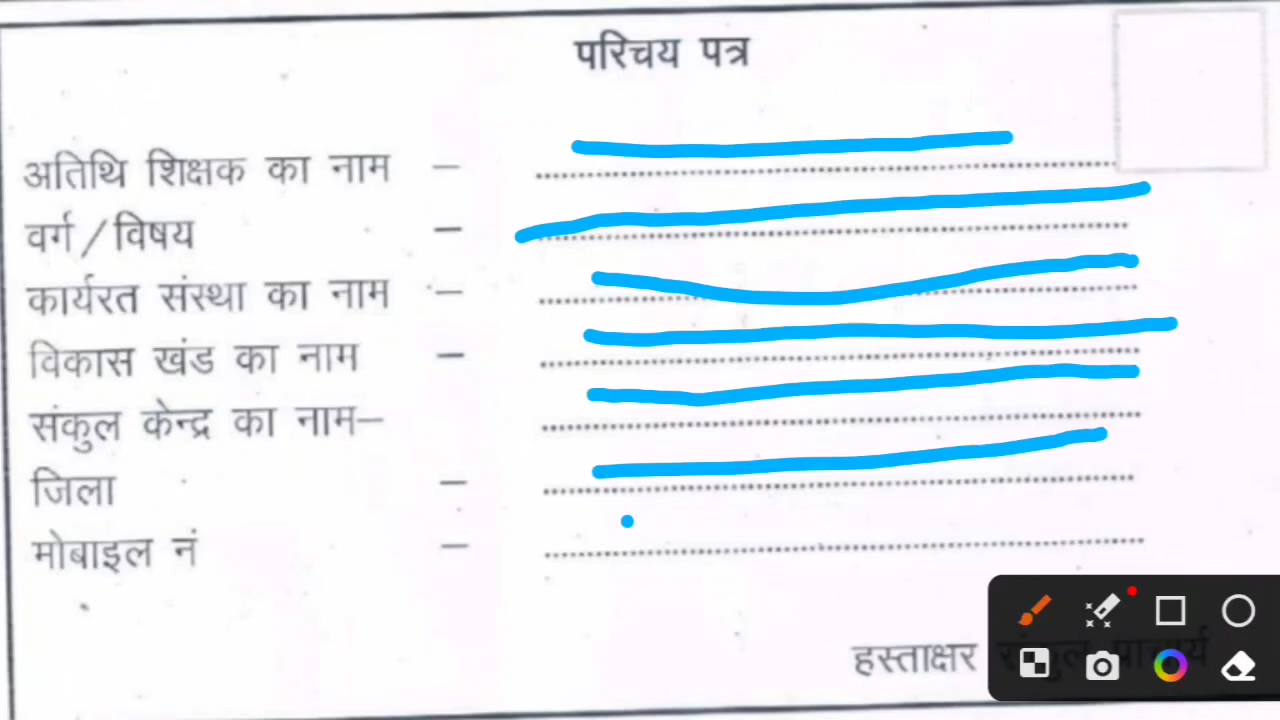 परिचय पत्र
अतिथि शिक्षक का नाम –
वर्ग/विषय –
कार्यरत संस्था का नाम –
विकास खंड का नाम –
संकुल केन्द्र का नाम–
जिला –
मोबाइल नं –
हस्ताक्षर संकुल प्राचार्य